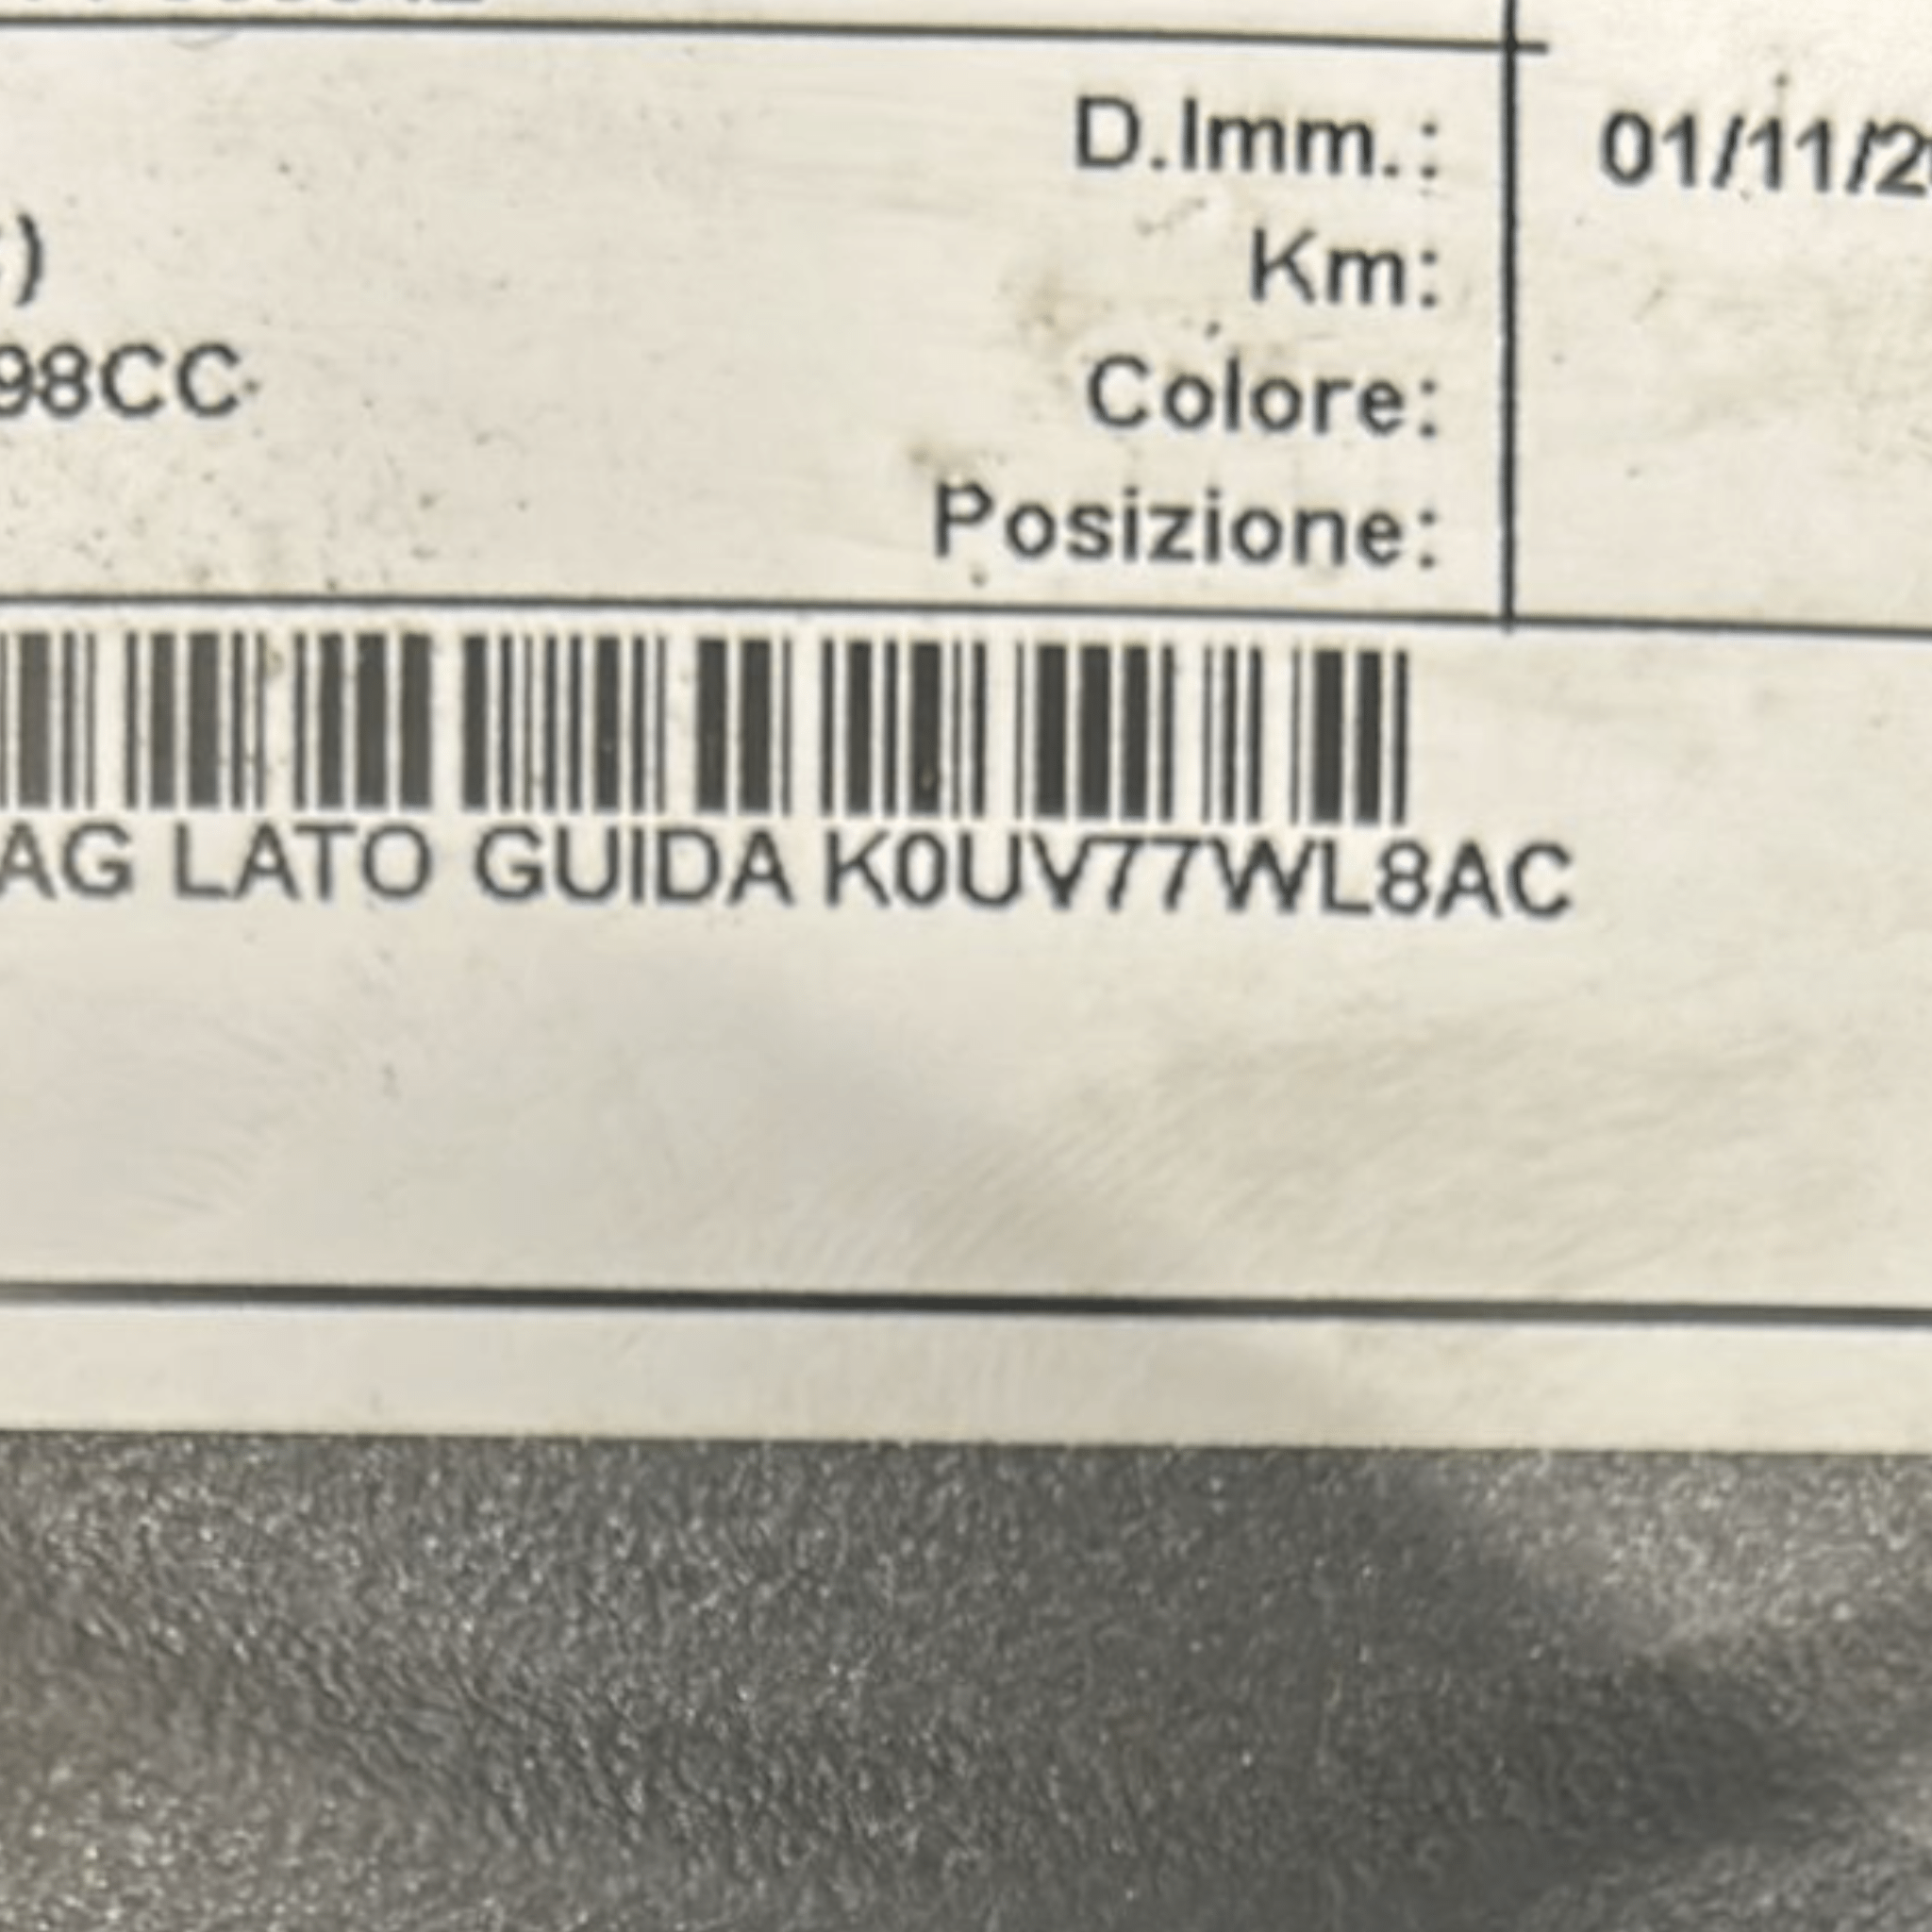 D.Imm.: 01/11/2
Km:
98CC Colore:
Posizione:
AG LATO GUIDA K0UV77WL8AC